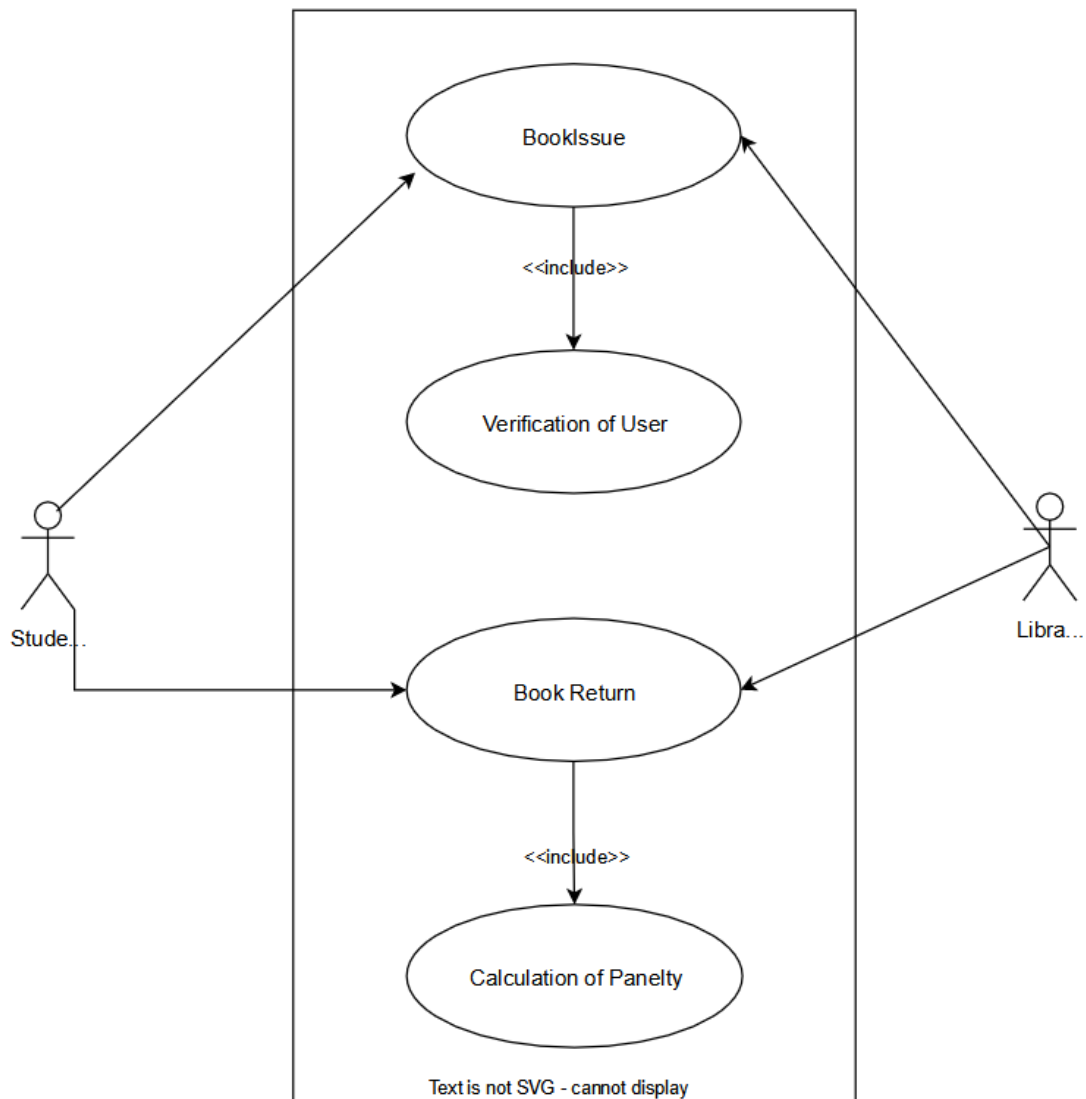 BookIssue
<<include>>
Verification of User
Stude...
Libra...
Book Return
<<include>>
Calculation of Panelty
Text is not SVG - cannot display